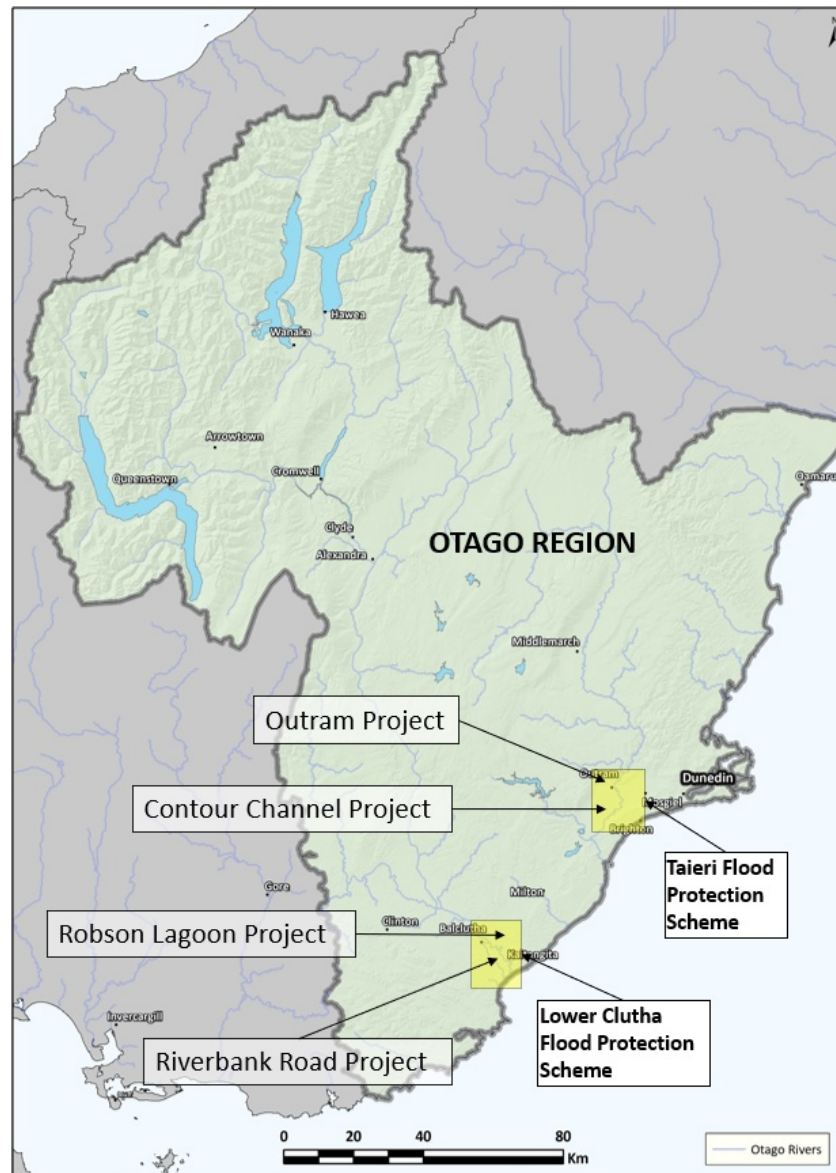 N
Hawea
Wanaka
Arrowtown
Queenstown
Cromwell
Clyde
Alexandra
OTAGO REGION
Oamaru
Middlemarch
Outram Project
Outram
Dunedin
Mosgiel
Contour Channel Project
Brighton
Taieri Flood
Protection
Scheme
Gore
Milton
Clinton
Balclutha
Robson Lagoon Project
Kaitangita
Lower Clutha
Flood Protection
Scheme
Invercargill
Riverbank Road Project
0 10 20 40 80
Km
Otago Rivers